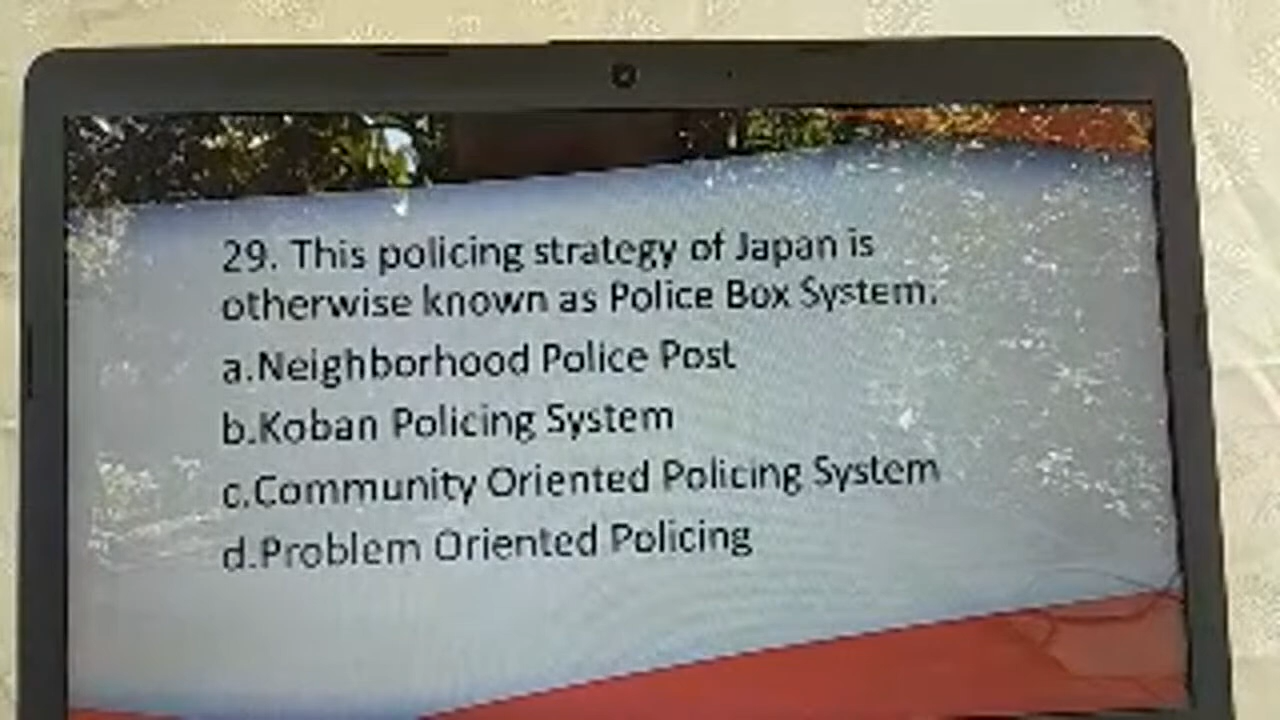 29. This policing strategy of Japan is
otherwise known as Police Box System.
a.Neighborhood Police Post
b.Koban Policing System
c.Community Oriented Policing System
d.Problem Oriented Policing